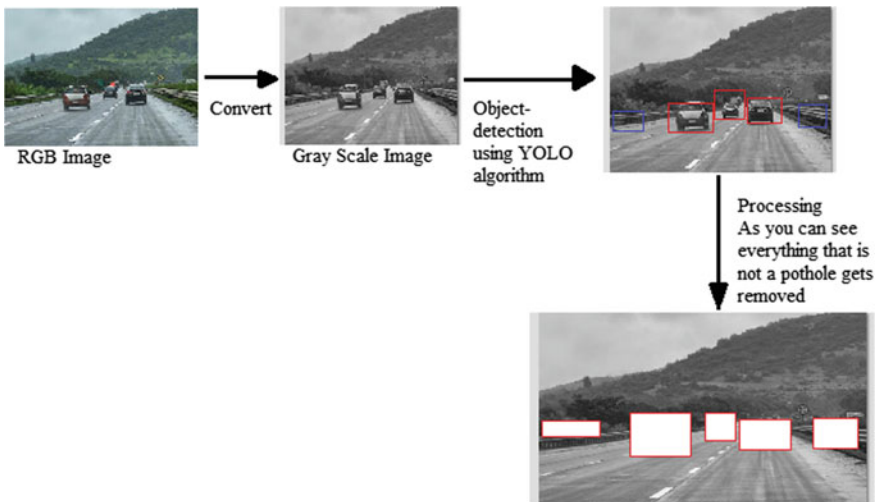 RGB Image
Convert
Gray Scale Image
Object-
detection
using YOLO
algorithm
Processing
As you can see
everything that is
not a pothole gets
removed